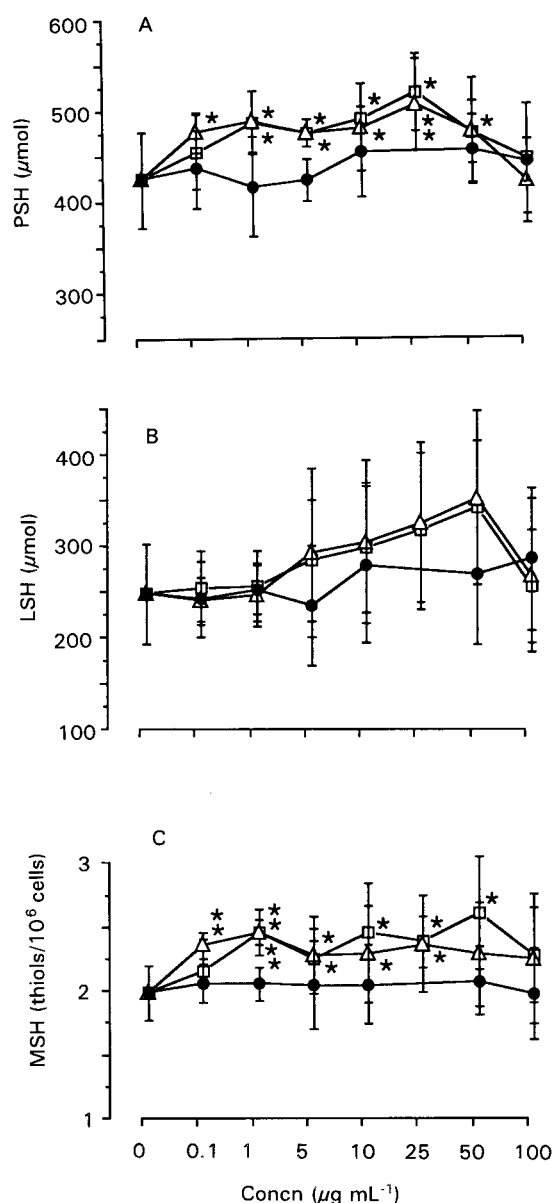 A
600
500
400
300
PSH (μmol)
* * * * * * *
* * * * *
B
400
300
200
100
LSH (μmol)
C
3
2
1
MSH (thiols/10⁶ cells)
* * * * * *
* * * * * *
0 0.1 1 5 10 25 50 100
Concn (μg mL⁻¹)